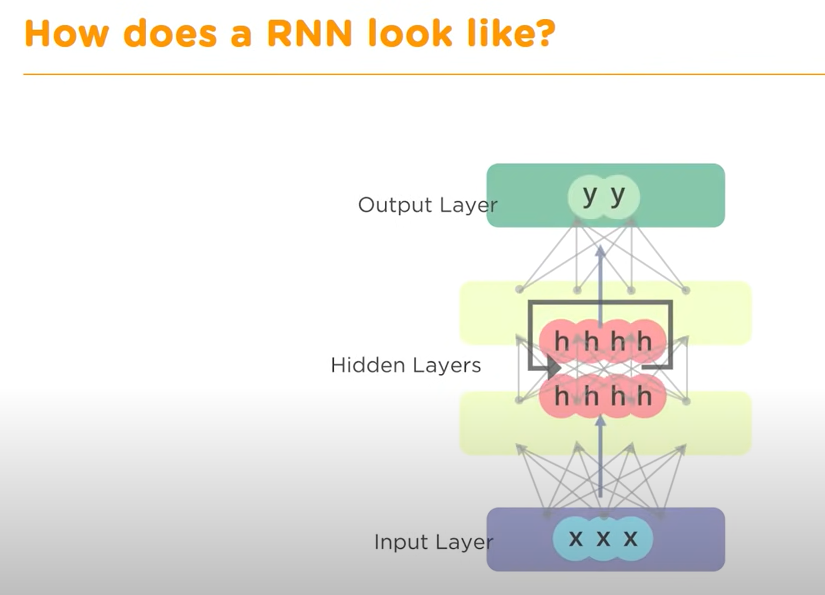 How does a RNN look like?
Output Layer
y y
h h h h
Hidden Layers
h h h h
Input Layer
x x x